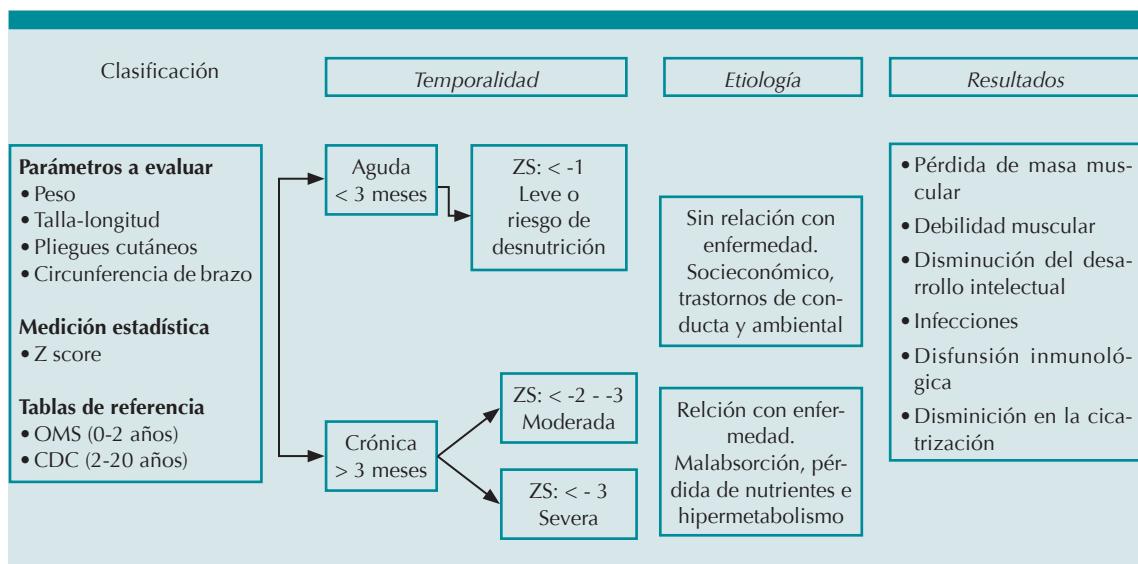 Clasificación
Temporalidad
Etiología
Resultados
Parámetros a evaluar
• Peso
• Talla-longitud
• Pliegues cutáneos
• Circunferencia de brazo
Medición estadística
• Z score
Tablas de referencia
• OMS (0-2 años)
• CDC (2-20 años)
Aguda
< 3 meses
ZS: < -1
Leve o
riesgo de
desnutrición
Crónica
> 3 meses
ZS: < -2 - -3
Moderada
ZS: < - 3
Severa
Sin relación con
enfermedad.
Socieconómico,
trastornos de con-
ducta y ambiental
Relción con enfer-
medad.
Malabsorción, pér-
dida de nutrientes e
hipermetabolismo
• Pérdida de masa mus-
cular
• Debilidad muscular
• Disminución del desa-
rrollo intelectual
• Infecciones
• Disfunsión inmunoló-
gica
• Disminición en la cica-
trización